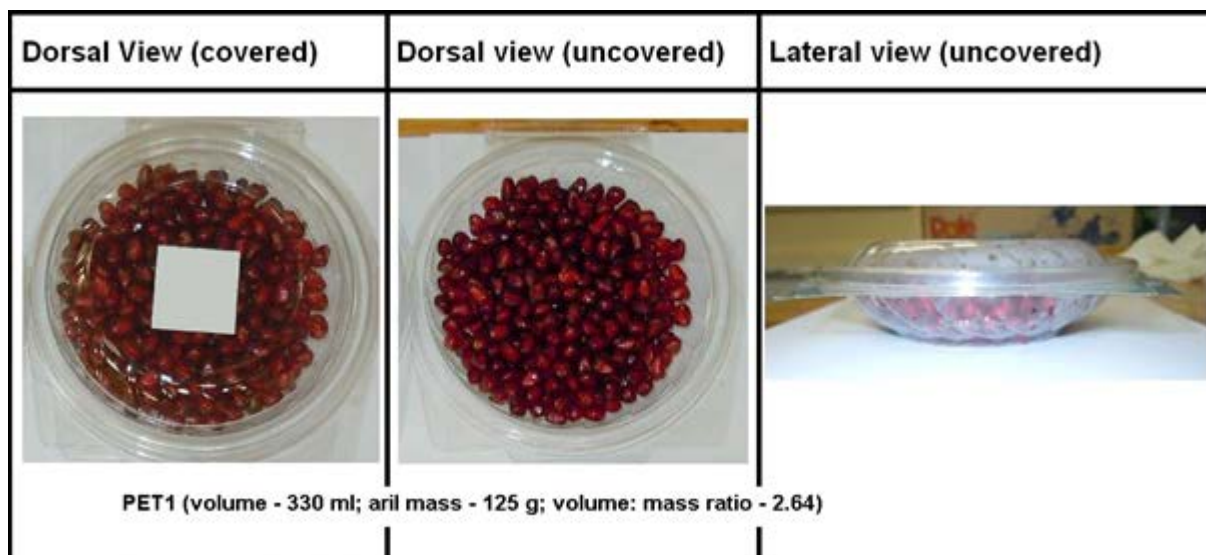 Dorsal View (covered)
Dorsal view (uncovered)
Lateral view (uncovered)
Dole
PET1 (volume - 330 ml; aril mass - 125 g; volume: mass ratio - 2.64)